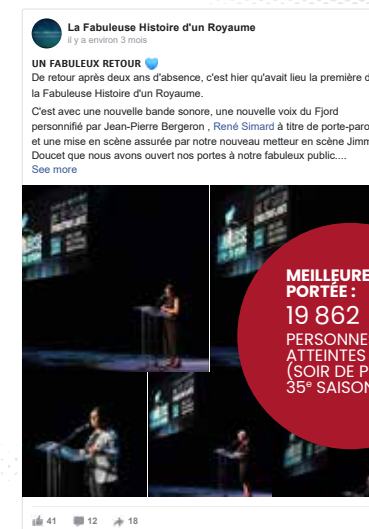 La Fabuleuse Histoire d'un Royaume
il y a environ 3 mois
UN FABULEUX RETOUR 💙
De retour après deux ans d'absence, c'est hier qu'avait lieu la première d
la Fabuleuse Histoire d'un Royaume.
C'est avec une nouvelle bande sonore, une nouvelle voix du Fjord
personnifié par Jean-Pierre Bergeron , René Simard à titre de porte-paro
et une mise en scène assurée par notre nouveau metteur en scène Jimm
Doucet que nous avons ouvert nos portes à notre fabuleux public....
See more
MEILLEURE
PORTÉE :
19 862
PERSONNE
ATTEINTES
(SOIR DE P
35e SAISON
41 12 18